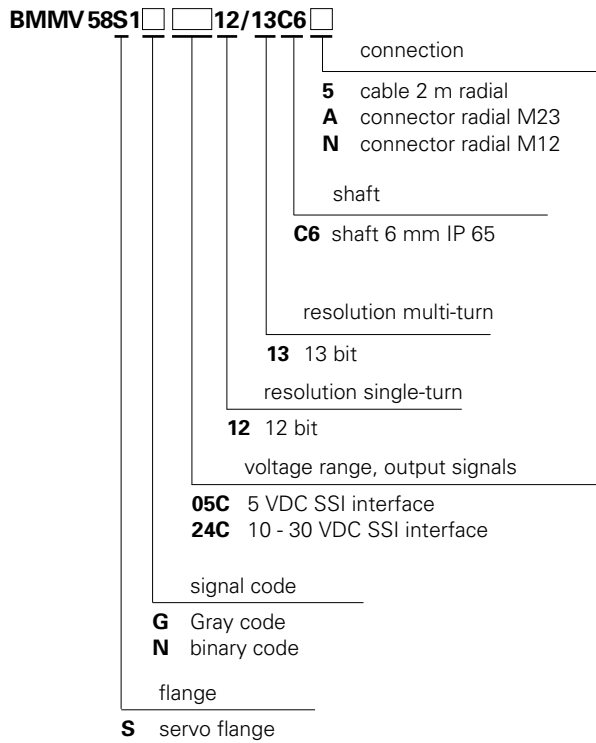 BMMV 58S1□ □ 12/13C6□
connection
5 cable 2 m radial
A connector radial M23
N connector radial M12
shaft
C6 shaft 6 mm IP 65
resolution multi-turn
13 13 bit
resolution single-turn
12 12 bit
voltage range, output signals
05C 5 VDC SSI interface
24C 10 - 30 VDC SSI interface
signal code
G Gray code
N binary code
flange
S servo flange